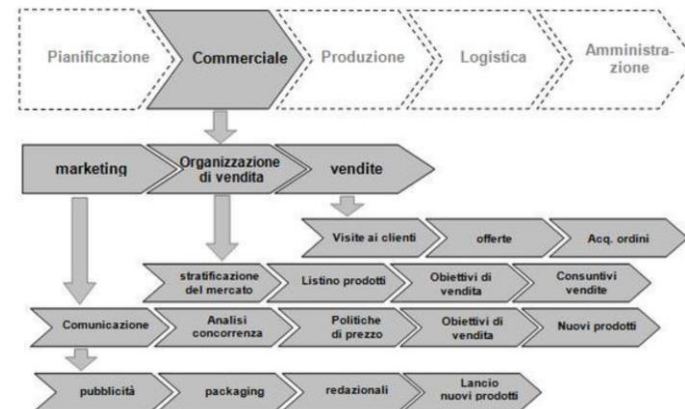 Pianificazione
Commerciale
Produzione
Logistica
Amministra-
zione
marketing
Organizzazione
di vendita
vendite
Visite ai clienti
offerte
Acq. ordini
stratificazione
del mercato
Listino prodotti
Obiettivi di
vendita
Consuntivi
vendite
Comunicazione
Analisi
concorrenza
Politiche
di prezzo
Obiettivi di
vendita
Nuovi prodotti
pubblicità
packaging
redazionali
Lancio
nuovi prodotti